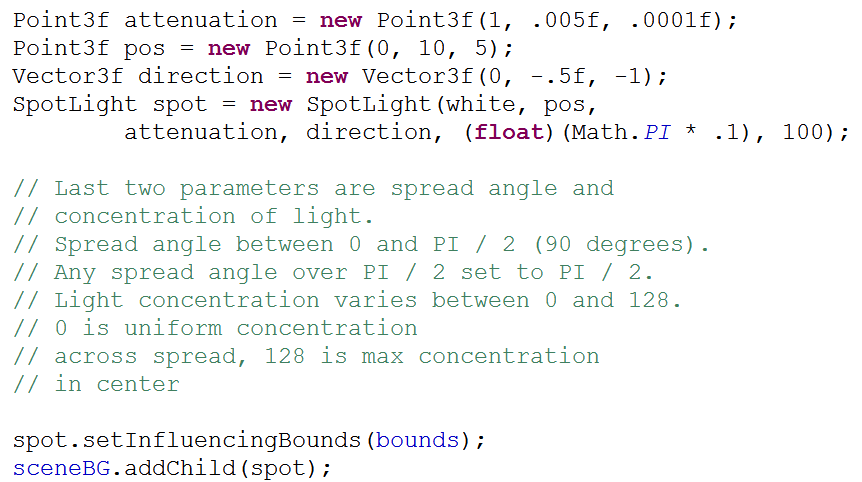 Point3f attenuation = new Point3f(1, .005f, .0001f);
Point3f pos = new Point3f(0, 10, 5);
Vector3f direction = new Vector3f(0, -.5f, -1);
SpotLight spot = new SpotLight(white, pos,
        attenuation, direction, (float)(Math.PI * .1), 100);

// Last two parameters are spread angle and
// concentration of light.
// Spread angle between 0 and PI / 2 (90 degrees).
// Any spread angle over PI / 2 set to PI / 2.
// Light concentration varies between 0 and 128.
// 0 is uniform concentration
// across spread, 128 is max concentration
// in center

spot.setInfluencingBounds(bounds);
sceneBG.addChild(spot);